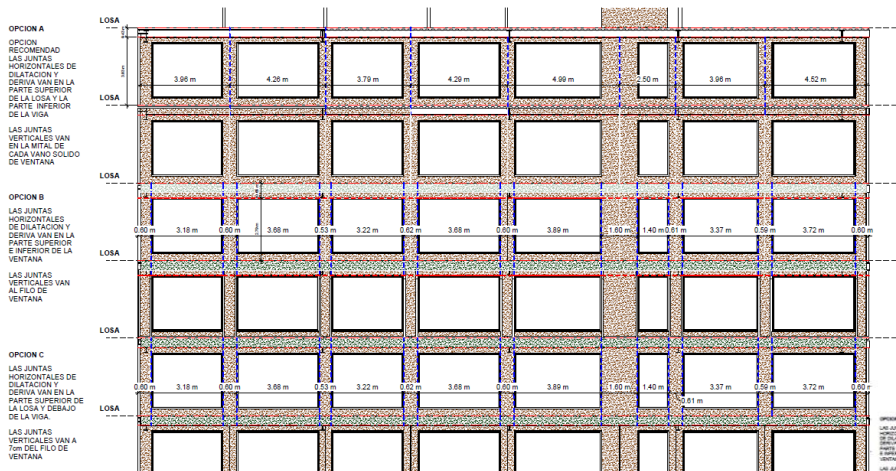 LOSA
OPCION A
OPCION
RECOMENDAD
LAS JUNTAS
HORIZONTALES DE
DILATACION Y
DERIVA VAN EN LA
PARTE SUPERIOR
DE LA LOSA Y LA
PARTE INFERIOR
DE LA VIGA
3.96 m 4.26 m 3.79 m 4.29 m 4.99 m 2.50 m 3.96 m 4.52 m
LOSA
LAS JUNTAS
VERTICALES VAN
EN LA MITAL DE
CADA VANO SOLIDO
DE VENTANA
LOSA
OPCION B
LAS JUNTAS
HORIZONTALES
DE DILATACION Y
DERIVA VAN EN LA
PARTE SUPERIOR
E INFERIOR DE LA
VENTANA
0.60 m 3.18 m 0.60 m 3.68 m 0.53 m 3.22 m 0.62 m 3.68 m 0.60 m 3.89 m 1.60 m 1.40 m 0.61 m 3.37 m 0.59 m 3.72 m 0.60 m
LOSA
LAS JUNTAS
VERTICALES VAN
AL FILO DE
VENTANA
LOSA
OPCION C
LAS JUNTAS
HORIZONTALES DE
DILATACION Y
DERIVA VAN EN LA
PARTE SUPERIOR DE
LA LOSA Y DEBAJO
DE LA VIGA.
0.60 m 3.18 m 0.60 m 3.68 m 0.53 m 3.22 m 0.62 m 3.68 m 0.60 m 3.89 m 1.60 m 1.40 m 3.37 m 0.59 m 3.72 m 0.60 m
0.61 m
LOSA
LAS JUNTAS
VERTICALES VAN A
7cm DEL FILO DE
VENTANA